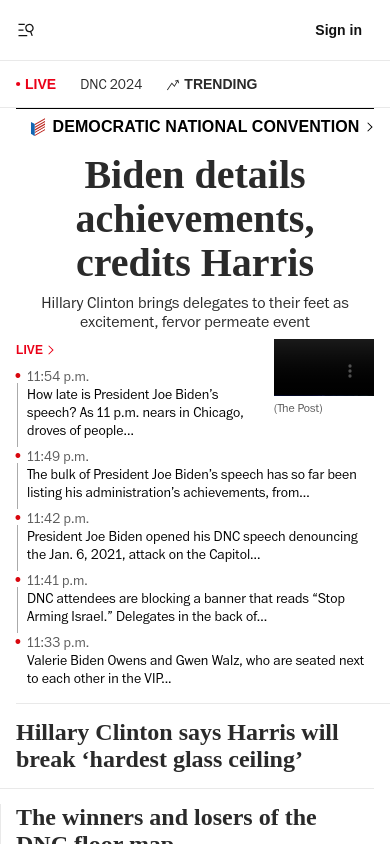 Sign in
LIVE
DNC 2024
TRENDING
DEMOCRATIC NATIONAL CONVENTION
Biden details
achievements,
credits Harris
Hillary Clinton brings delegates to their feet as
excitement, fervor permeate event
LIVE
(The Post)
11:54 p.m.
How late is President Joe Biden’s
speech? As 11 p.m. nears in Chicago,
droves of people...
11:49 p.m.
The bulk of President Joe Biden’s speech has so far been
listing his administration’s achievements, from...
11:42 p.m.
President Joe Biden opened his DNC speech denouncing
the Jan. 6, 2021, attack on the Capitol...
11:41 p.m.
DNC attendees are blocking a banner that reads “Stop
Arming Israel.” Delegates in the back of...
11:33 p.m.
Valerie Biden Owens and Gwen Walz, who are seated next
to each other in the VIP...
Hillary Clinton says Harris will
break ‘hardest glass ceiling’
The winners and losers of the
DNC floor map